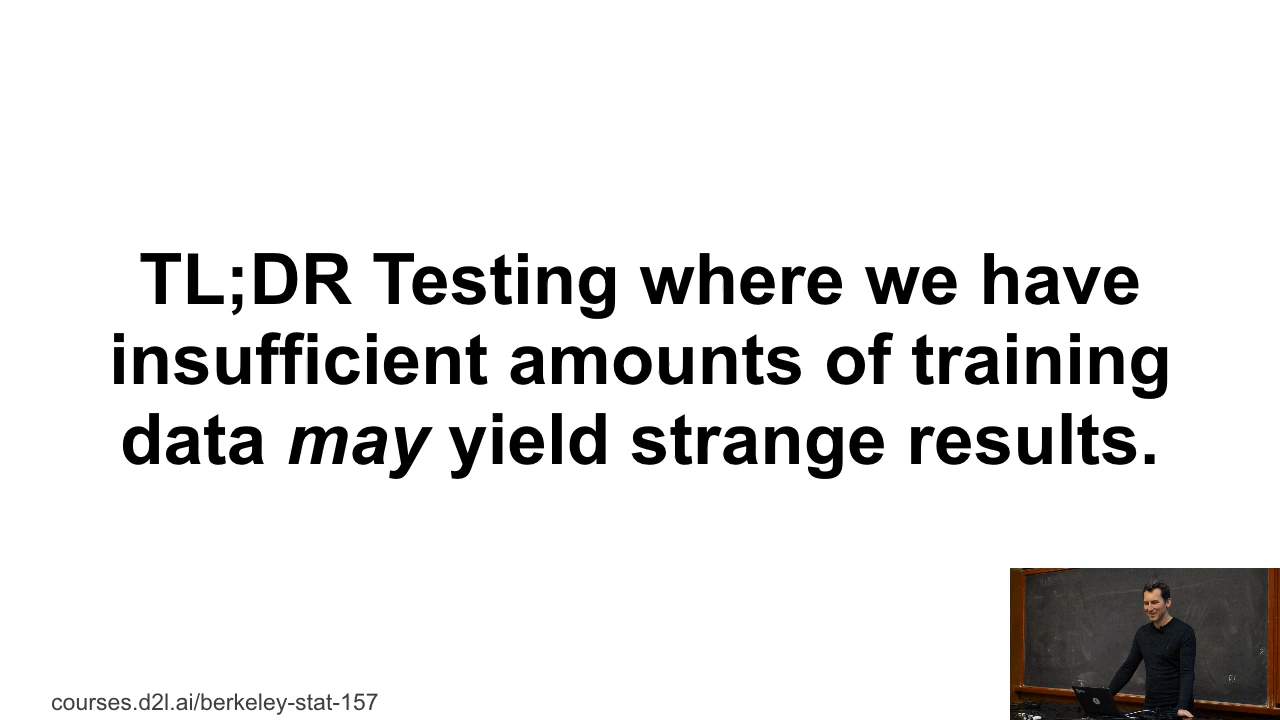 TL;DR Testing where we have
insufficient amounts of training
data may yield strange results.
courses.d2l.ai/berkeley-stat-157